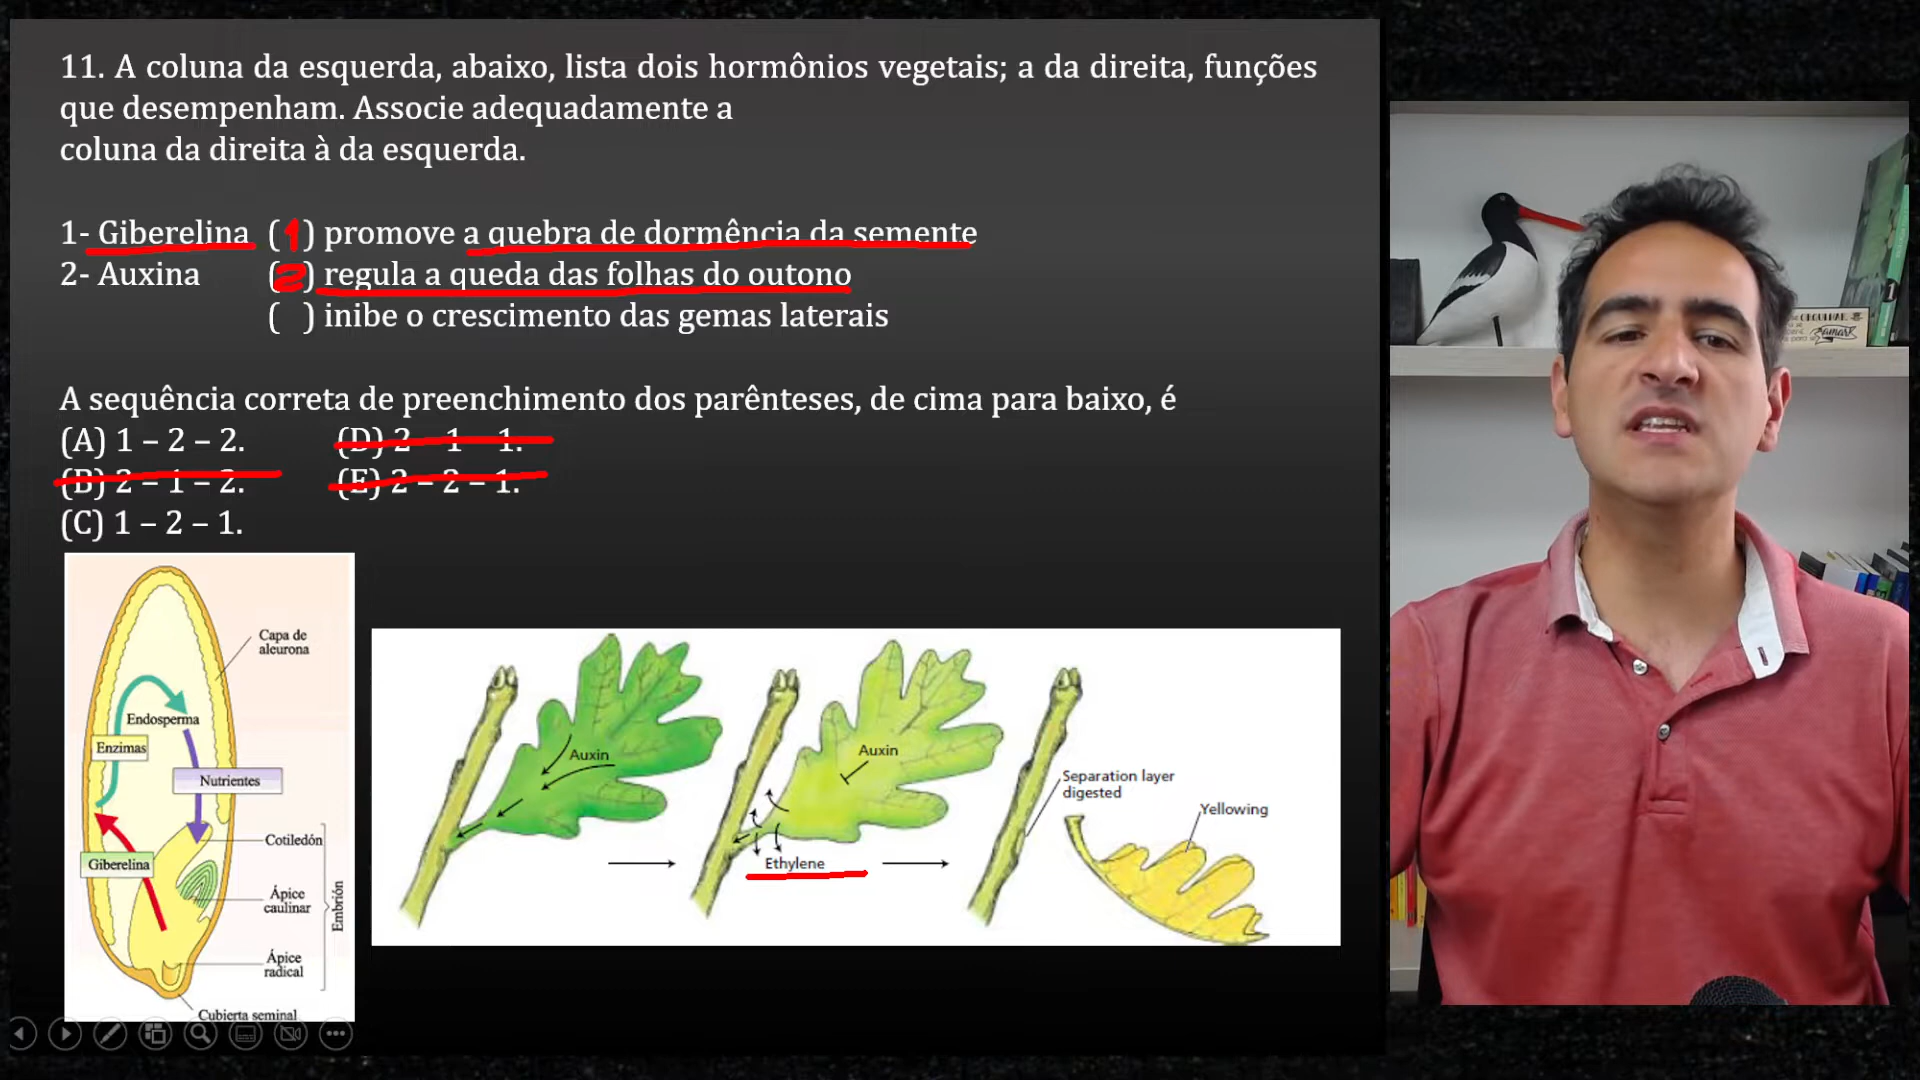 11. A coluna da esquerda, abaixo, lista dois hormônios vegetais; a da direita, funções
que desempenham. Associe adequadamente a
coluna da direita à da esquerda.
1- Giberelina (1) promove a quebra de dormência da semente
2- Auxina (2) regula a queda das folhas do outono
( ) inibe o crescimento das gemas laterais
A sequência correta de preenchimento dos parênteses, de cima para baixo, é
(A) 1 – 2 – 2. (D) 2 – 1 – 1.
(B) 2 – 1 – 2. (E) 2 – 2 – 1.
(C) 1 – 2 – 1.
Capa de
aleurona
Endosperma
Enzimas
Nutrientes
Cotiledón
Giberelina
Ápice
caulinar
Embrión
Ápice
radical
Cubierta seminal
Auxin
Auxin
Ethylene
Separation layer
digested
Yellowing